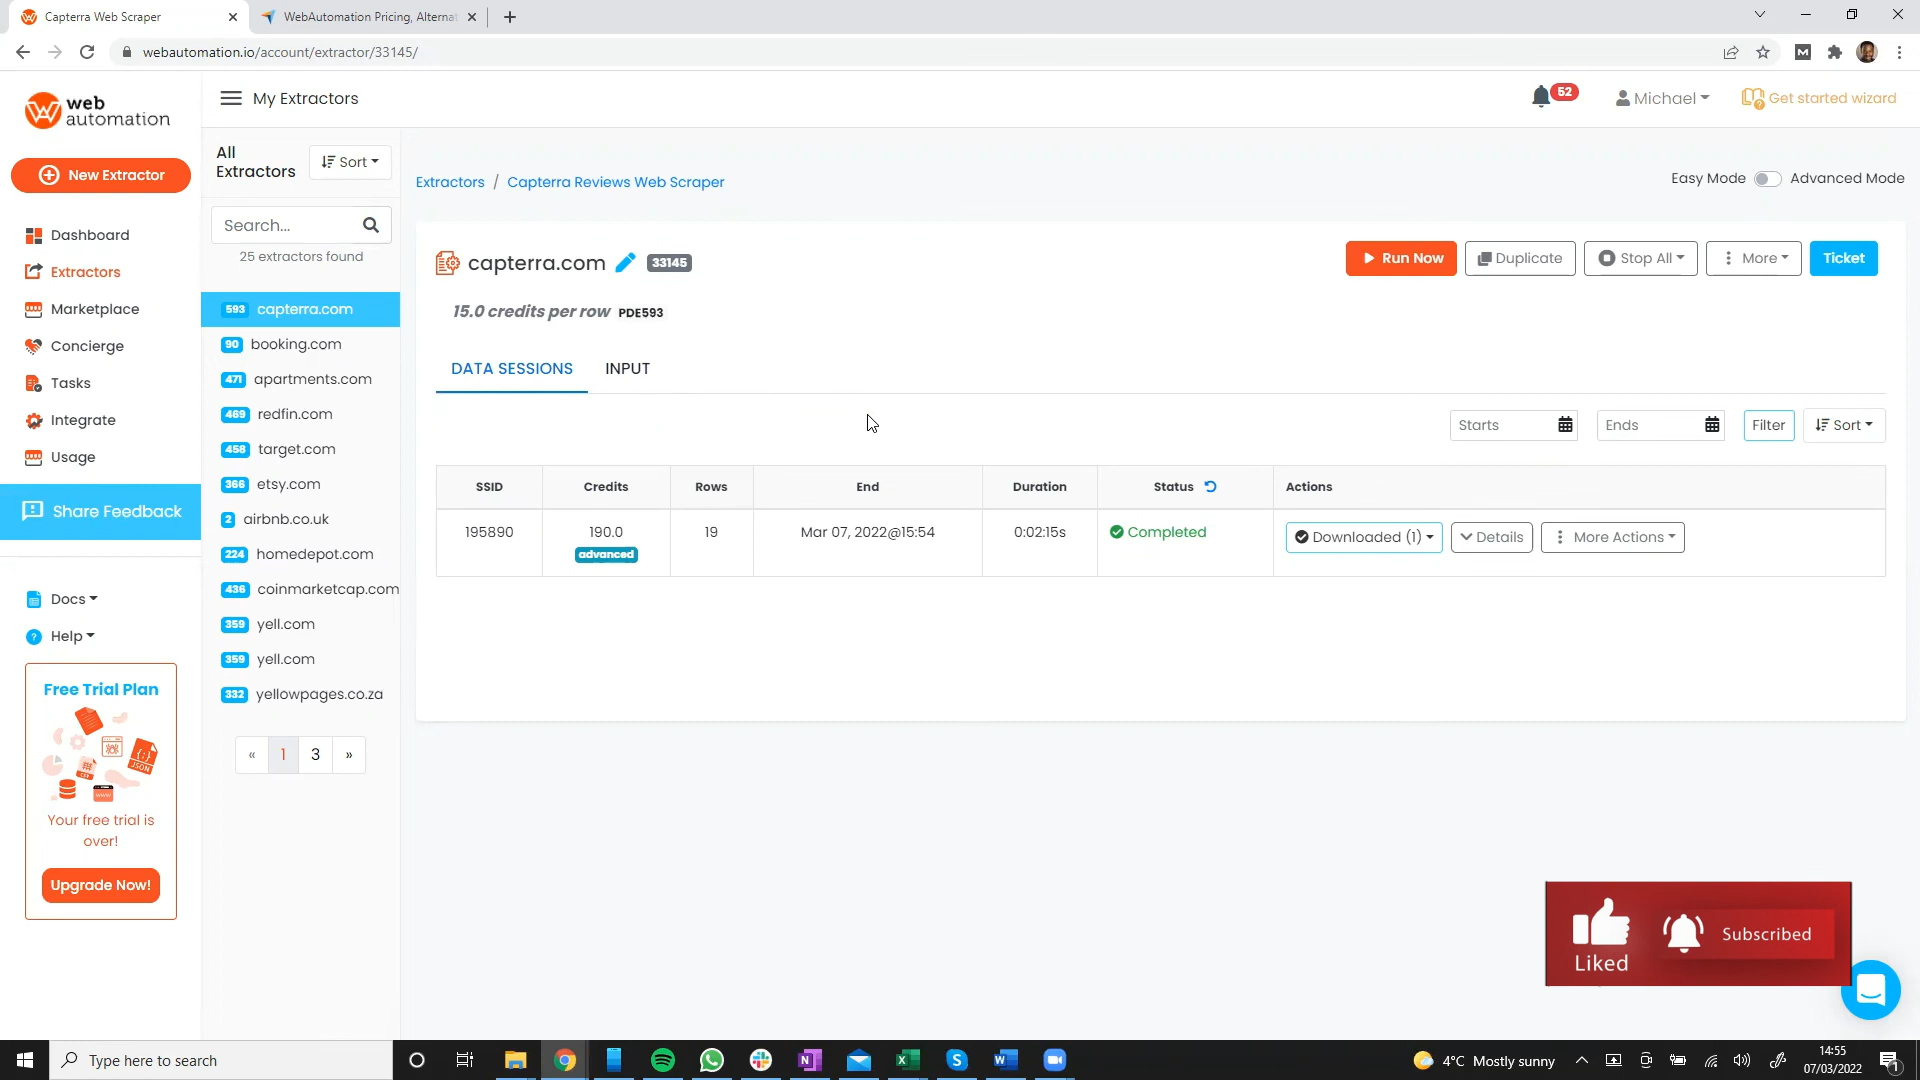 Capterra Web Scraper
WebAutomation Pricing, Alternat
webautomation.io/account/extractor/33145/
web
automation
My Extractors
52
Michael
Get started wizard
New Extractor
All
Extractors
Sort
Extractors / Capterra Reviews Web Scraper
Easy Mode
Advanced Mode
Search...
25 extractors found
Dashboard
Extractors
Marketplace
Concierge
Tasks
Integrate
Usage
Share Feedback
Docs
Help
Free Trial Plan
Your free trial is
over!
Upgrade Now!
593 capterra.com
90 booking.com
471 apartments.com
469 redfin.com
458 target.com
366 etsy.com
2 airbnb.co.uk
224 homedepot.com
436 coinmarketcap.com
359 yell.com
359 yell.com
332 yellowpages.co.za
« 1 3 »
capterra.com 33145
Run Now
Duplicate
Stop All
More
Ticket
15.0 credits per row PDE593
DATA SESSIONS
INPUT
Starts
Ends
Filter
Sort
SSID Credits Rows End Duration Status Actions
195890 190.0 19 Mar 07, 2022@15:54 0:02:15s Completed Downloaded (1) Details More Actions
advanced
Liked
Subscribed
Type here to search
4°C Mostly sunny
14:55
07/03/2022
1